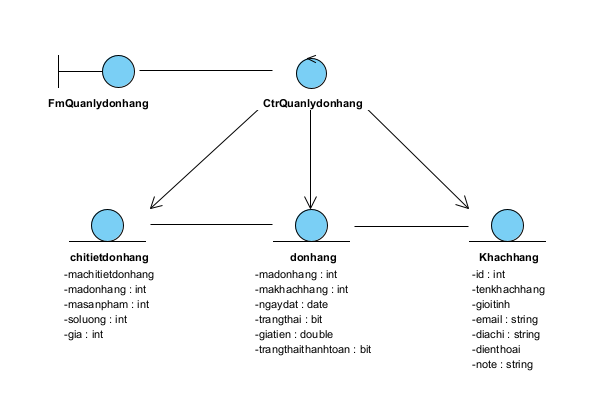 FmQuanlydonhang
CtrQuanlydonhang
chitietdonhang
-machitietdonhang
-madonhang : int
-masanpham : int
-soluong : int
-gia : int
donhang
-madonhang : int
-makhachhang : int
-ngaydat : date
-trangthai : bit
-giatien : double
-trangthaithanhtoan : bit
Khachhang
-id : int
-tenkhachhang
-gioitinh
-email : string
-diachi : string
-dienthoai
-note : string